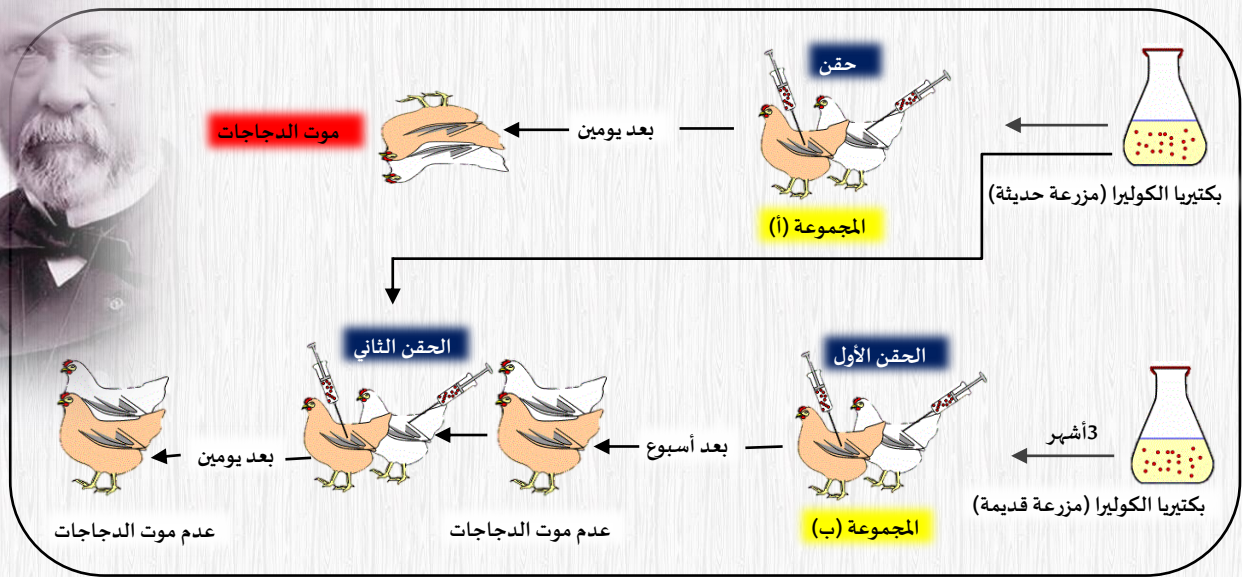 حقن
بكتيريا الكوليرا (مزرعة حديثة)
بعد يومين
موت الدجاجات
المجموعة (أ)
الحقن الأول
3أشهر
بكتيريا الكوليرا (مزرعة قديمة)
المجموعة (ب)
بعد أسبوع
عدم موت الدجاجات
الحقن الثاني
بعد يومين
عدم موت الدجاجات